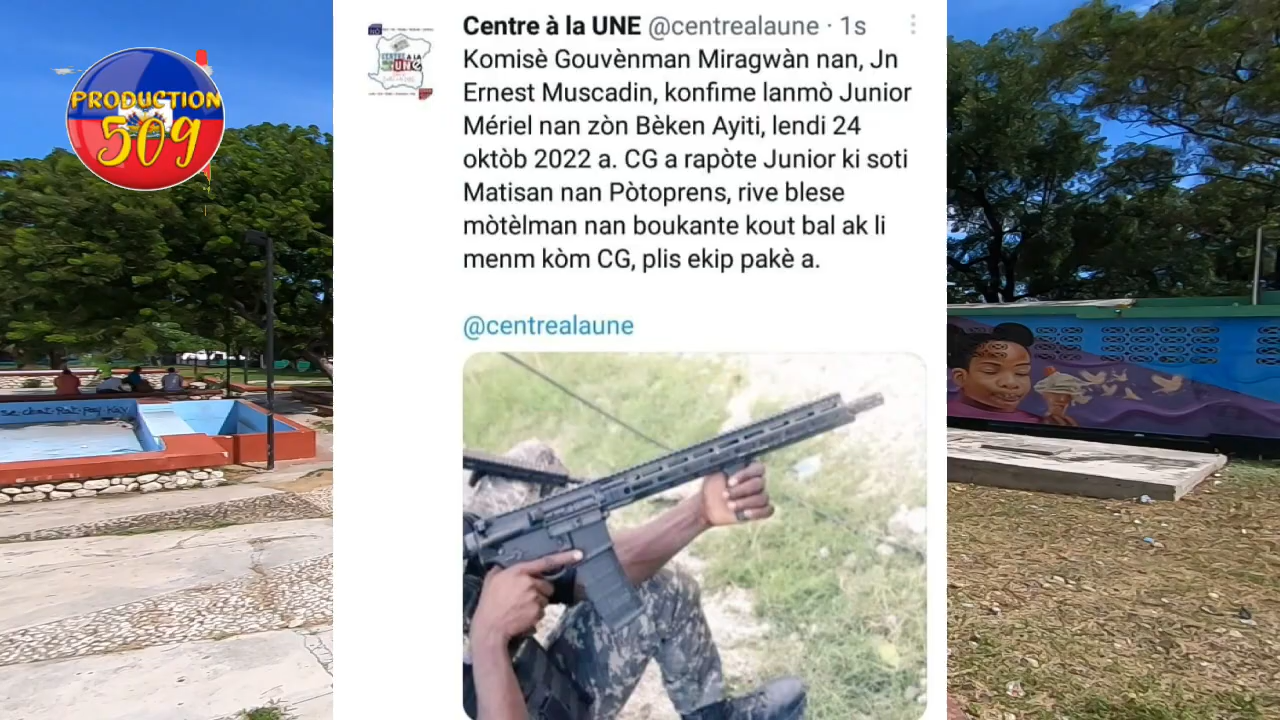 PRODUCTION
509
Centre à la UNE @centrealaune · 1s
Komisè Gouvènman Miragwàn nan, Jn
Ernest Muscadin, konfime lanmò Junior
Mériel nan zòn Bèken Ayiti, lendi 24
oktòb 2022 a. CG a rapòte Junior ki soti
Matisan nan Pòtoprens, rive blese
mòtèlman nan boukante kout bal ak li
menm kòm CG, plis ekip pakè a.
@centrealaune